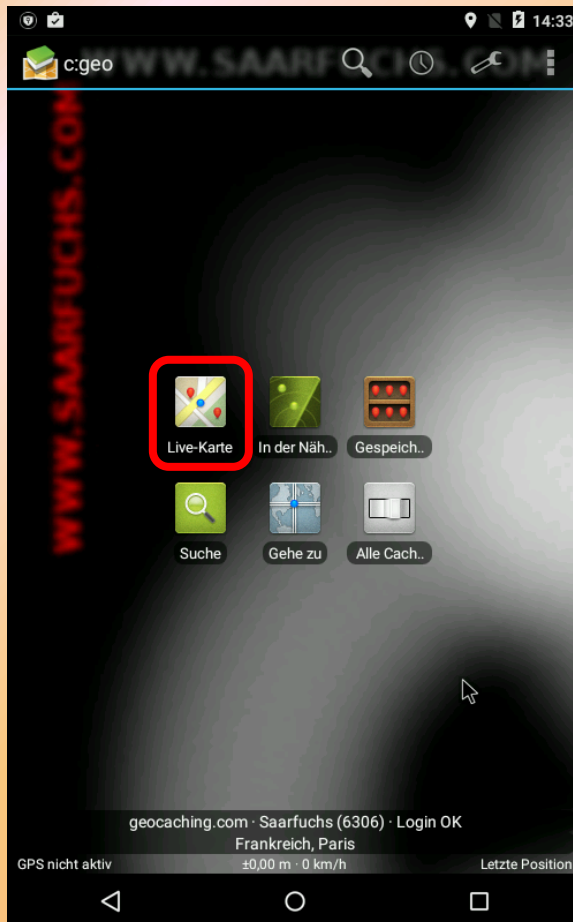 14:33
c:geo
WWW.SAARFUCHS.COM
WWW.SAARFUCHS.COM
Live-Karte
In der Näh..
Gespeich..
Suche
Gehe zu
Alle Cach..
geocaching.com · Saarfuchs (6306) · Login OK
Frankreich, Paris
GPS nicht aktiv
±0,00 m · 0 km/h
Letzte Position